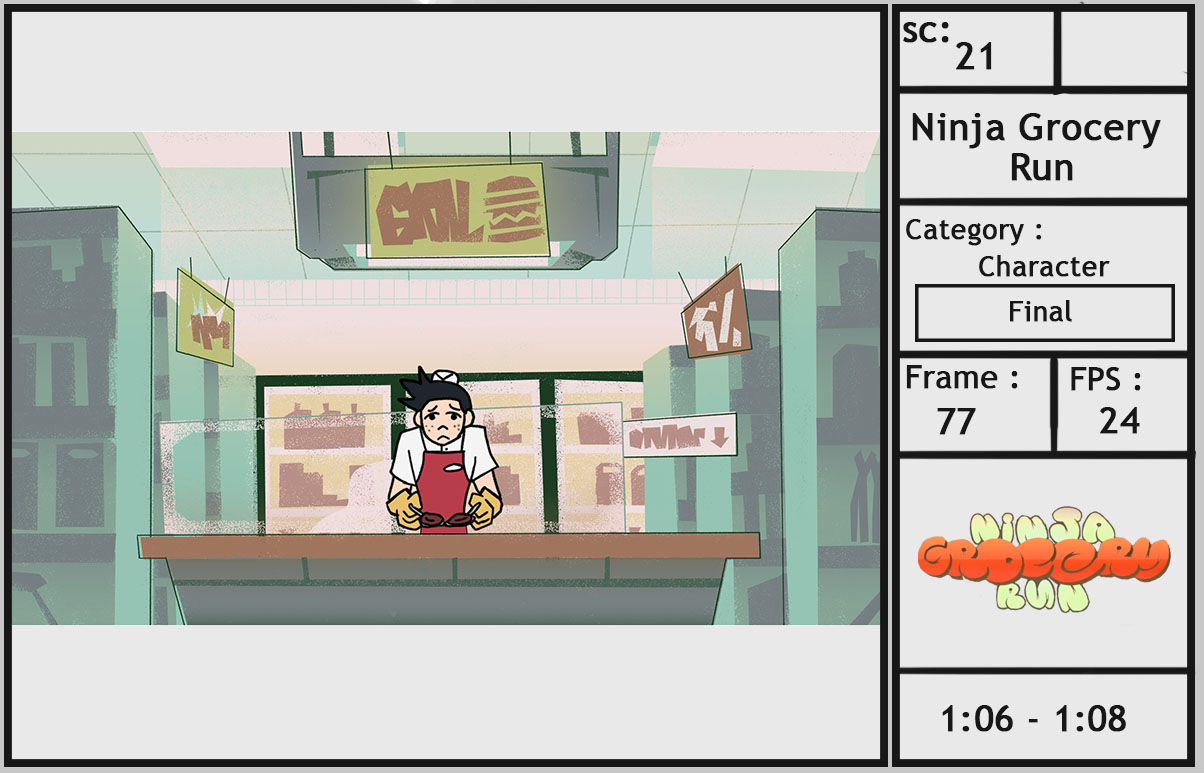 SC:
21
Ninja Grocery
Run
Category :
Character
Final
Frame :
77
FPS :
24
NINJA
GROCERY
RUN
1:06 - 1:08